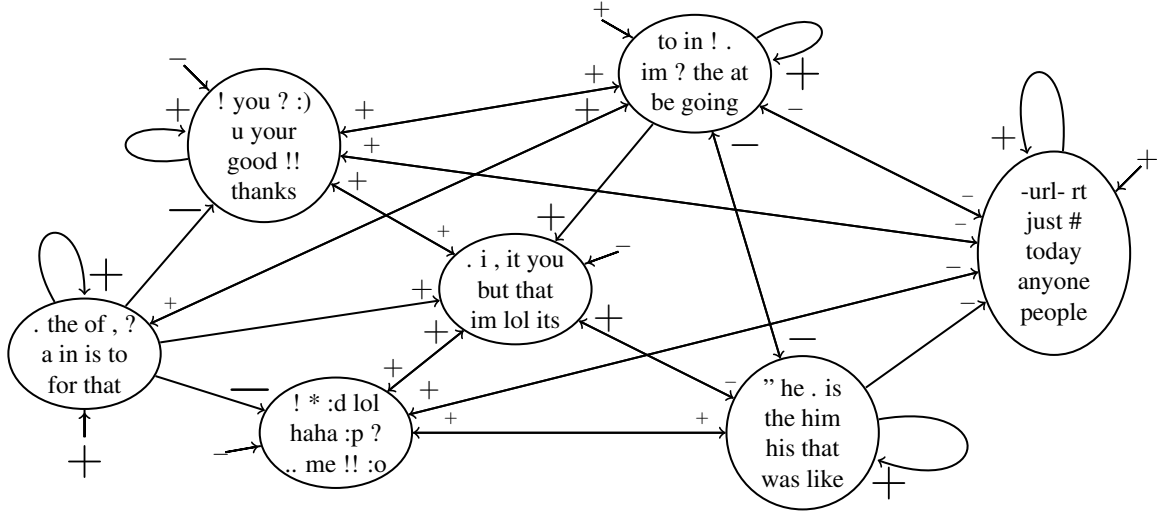 to in ! .
im ? the at
be going
! you ? :)
u your
good !!
thanks
-url- rt
just #
today
anyone
people
. i , it you
but that
im lol its
. the of , ?
a in is to
for that
! * :d lol
haha :p ?
.. me !! :o
” he . is
the him
his that
was like